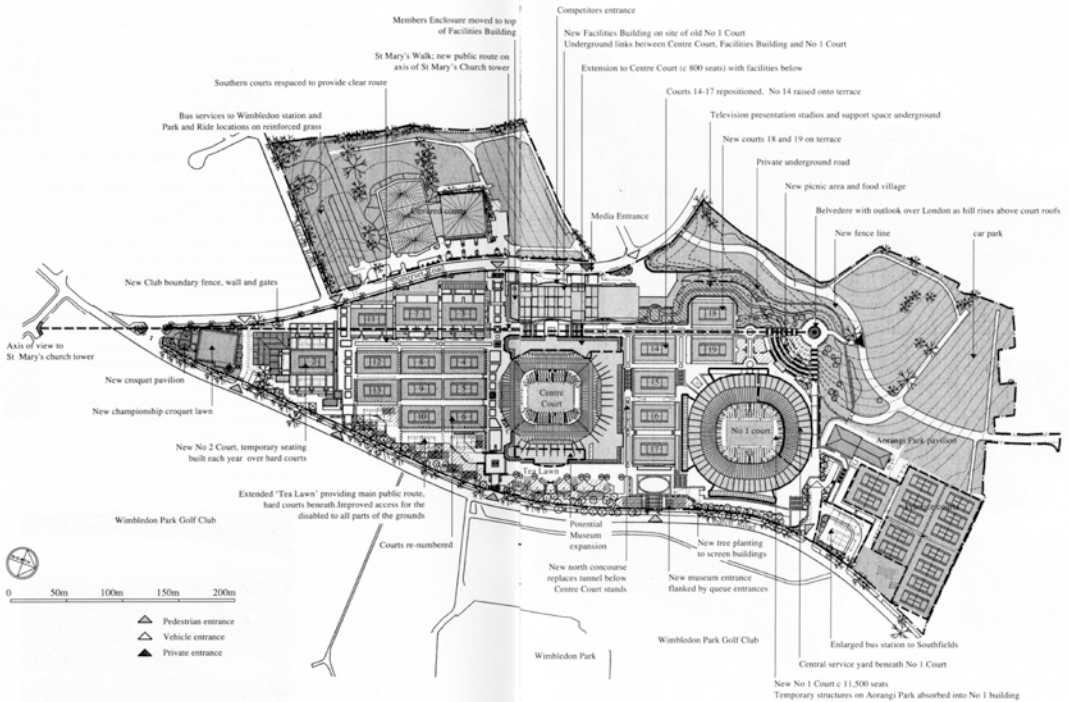 Competitors entrance
Members Enclosure moved to top
of Facilities Building
New Facilities Building on site of old No 1 Court
Underground links between Centre Court, Facilities Building and No 1 Court
St Mary's Walk; new public route on
axis of St Mary's Church tower
Extension to Centre Court (c 800 seats) with facilities below
Southern courts respaced to provide clear route
Courts 14-17 repositioned. No 14 raised onto terrace
Bus services to Wimbledon station and
Park and Ride locations on reinforced grass
Television presentation studios and support space underground
New courts 18 and 19 on terrace
Private underground road
New picnic area and food village
Belvedere with outlook over London as hill rises above court roofs
Covered courts
Media Entrance
New fence line
car park
New Club boundary fence, wall and gates
Axis of view to
St Mary's church tower
New croquet pavilion
New championship croquet lawn
New No 2 Court, temporary seating
built each year over hard courts
Centre
Court
No 1 court
14
15
16
18
10
Aorangi Park pavilion
Tea Lawn
Extended 'Tea Lawn' providing main public route,
hard courts beneath.Improved access for the
disabled to all parts of the grounds
Wimbledon Park Golf Club
Courts re-numbered
Potential
Museum
expansion
New tree planting
to screen buildings
New north concourse
replaces tunnel below
Centre Court stands
New museum entrance
flanked by queue entrances
0 50m 100m 150m 200m
Pedestrian entrance
Vehicle entrance
Private entrance
Wimbledon Park
Wimbledon Park Golf Club
Enlarged bus station to Southfields
Central service yard beneath No 1 Court
New No 1 Court c 11,500 seats
Temporary structures on Aorangi Park absorbed into No 1 building